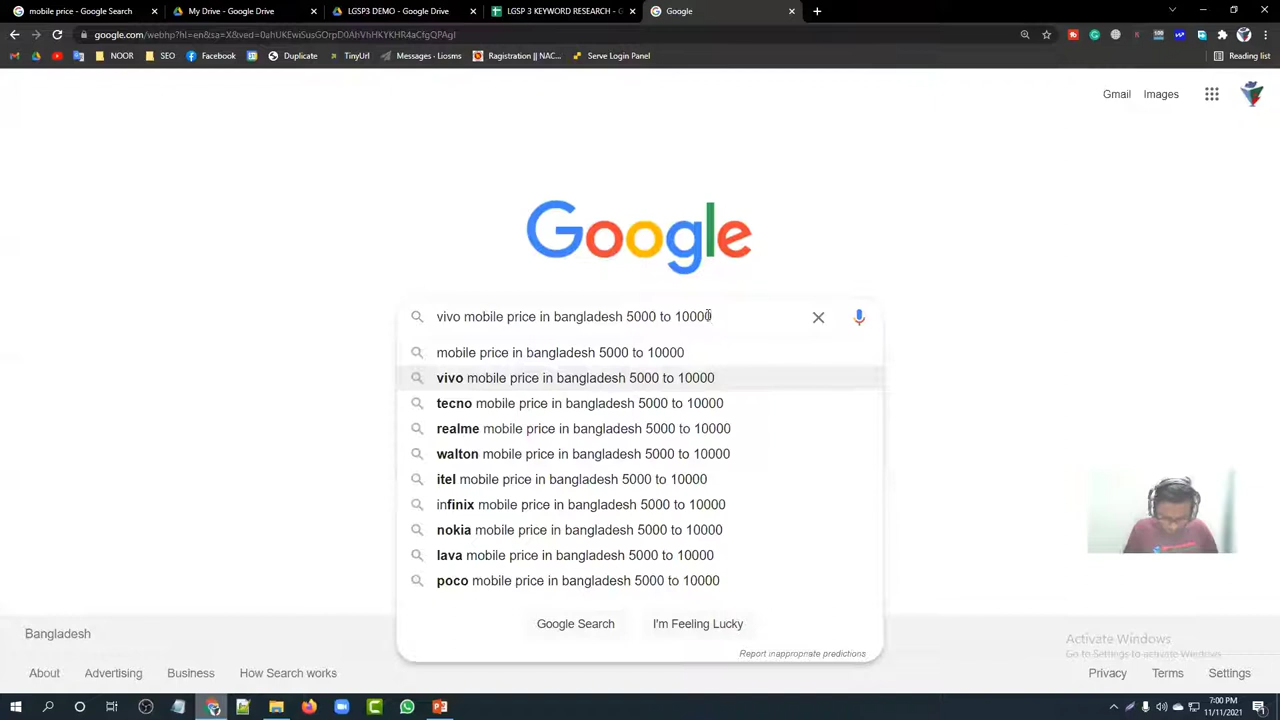 mobile price - Google Search
My Drive - Google Drive
LGSP3 DEMO - Google Drive
LGSP 3 KEYWORD RESEARCH - G
Google
google.com/webhp?hl=en&sa=X&ved=0ahUKEwiSusGOrpD0AhVhHKYKHR4aCfgQPAgI
NOOR
SEO
Facebook
Duplicate
TinyUrl
Messages - Liosms
Ragistration || NAC...
Serve Login Panel
Reading list
Gmail
Images
Google
vivo mobile price in bangladesh 5000 to 10000
mobile price in bangladesh 5000 to 10000
vivo mobile price in bangladesh 5000 to 10000
tecno mobile price in bangladesh 5000 to 10000
realme mobile price in bangladesh 5000 to 10000
walton mobile price in bangladesh 5000 to 10000
itel mobile price in bangladesh 5000 to 10000
infinix mobile price in bangladesh 5000 to 10000
nokia mobile price in bangladesh 5000 to 10000
lava mobile price in bangladesh 5000 to 10000
poco mobile price in bangladesh 5000 to 10000
Google Search
I'm Feeling Lucky
Report inappropriate predictions
Bangladesh
Activate Windows
Go to Settings to activate Windows.
About
Advertising
Business
How Search works
Privacy
Terms
Settings
7:00 PM
11/11/2021